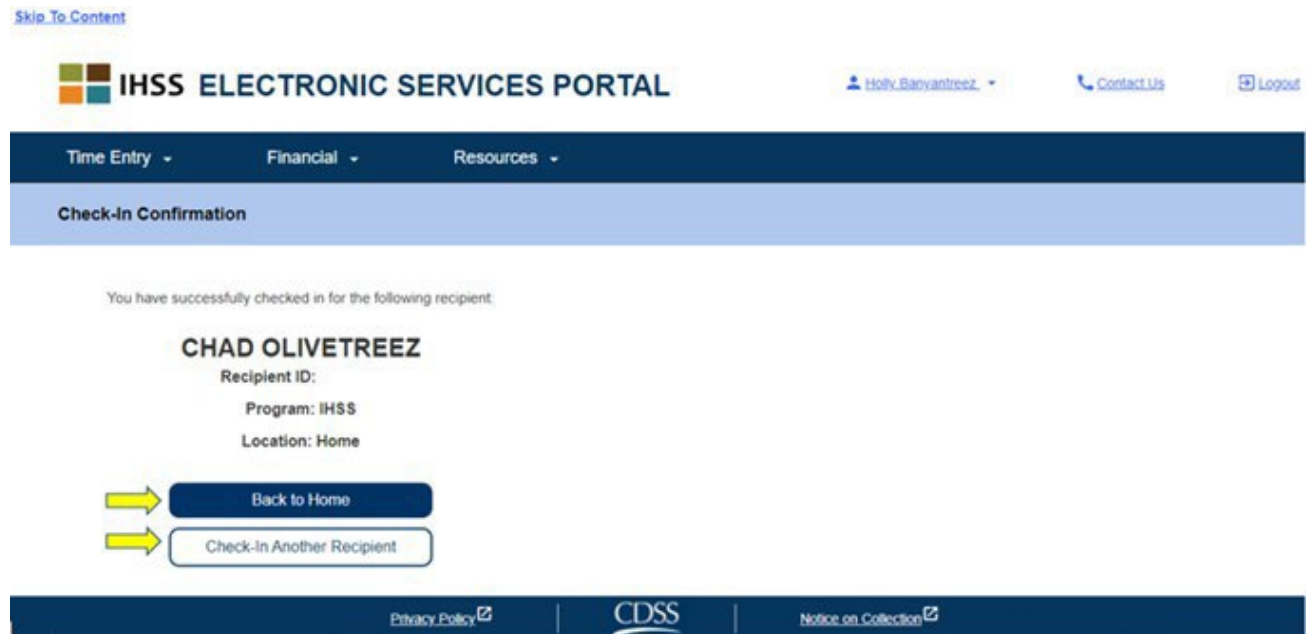 Skip To Content
IHSS ELECTRONIC SERVICES PORTAL
Holly Banyantreez
Contact Us
Logout
Time Entry
Financial
Resources
Check-In Confirmation
You have successfully checked in for the following recipient:
CHAD OLIVETREEZ
Recipient ID:
Program: IHSS
Location: Home
Back to Home
Check-In Another Recipient
Privacy Policy
CDSS
Notice on Collection